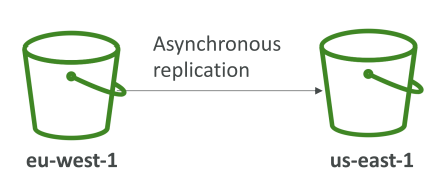 Asynchronous
replication
eu-west-1
us-east-1